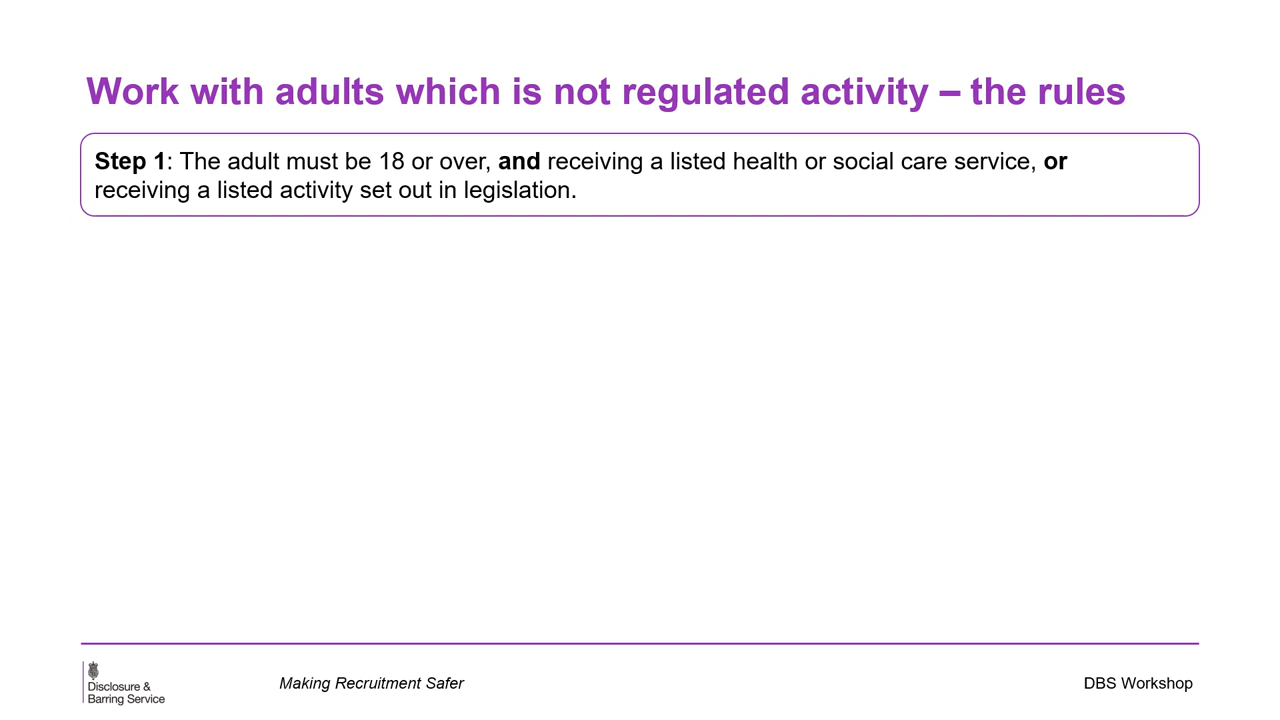 Work with adults which is not regulated activity – the rules
Step 1: The adult must be 18 or over, and receiving a listed health or social care service, or
receiving a listed activity set out in legislation.
Disclosure &
Barring Service
Making Recruitment Safer
DBS Workshop